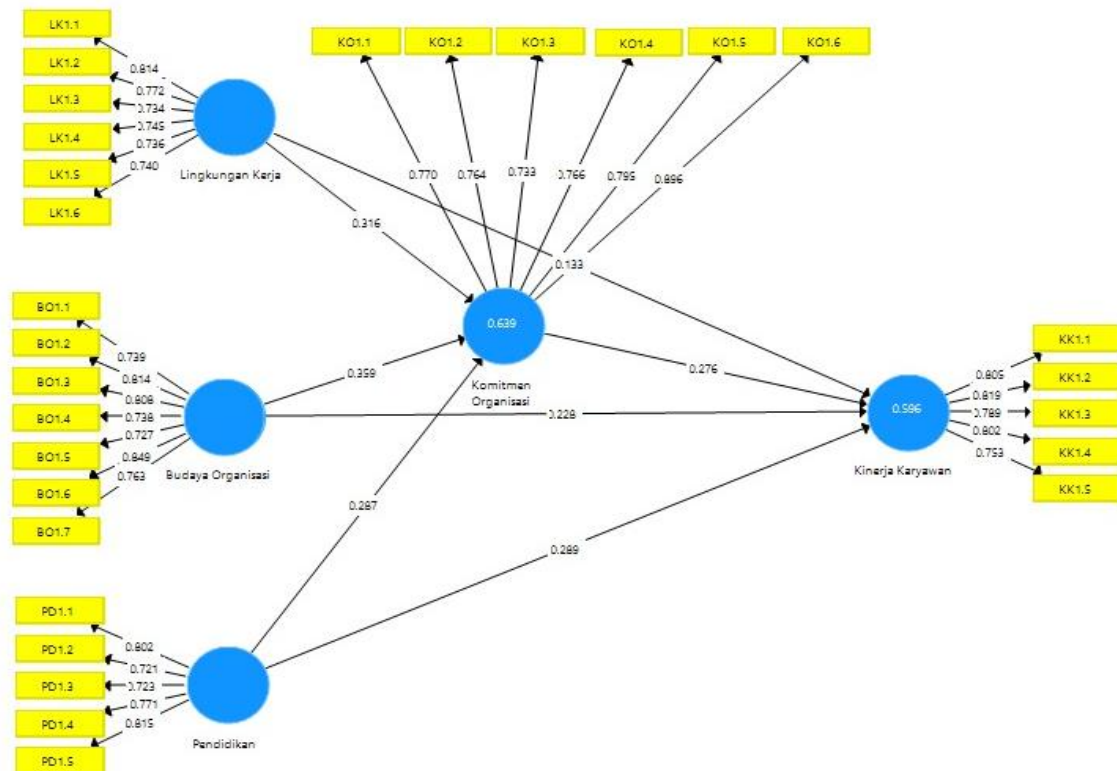 LK1.1
LK1.2
LK1.3
LK1.4
LK1.5
LK1.6
0.814
0.772
0.734
0.745
0.736
0.740
Lingkungan Kerja
KO1.1
KO1.2
KO1.3
KO1.4
KO1.5
KO1.6
0.770
0.764
0.733
0.766
0.795
0.896
0.316
0.133
BO1.1
BO1.2
BO1.3
BO1.4
BO1.5
BO1.6
BO1.7
0.739
0.814
0.808
0.738
0.727
0.849
0.763
Budaya Organisasi
0.359
0.639
Komitmen
Organisasi
0.276
0.228
0.287
0.289
0.596
Kinerja Karyawan
0.805
0.819
0.789
0.802
0.753
KK1.1
KK1.2
KK1.3
KK1.4
KK1.5
PD1.1
PD1.2
PD1.3
PD1.4
PD1.5
0.802
0.721
0.723
0.771
0.815
Pendidikan